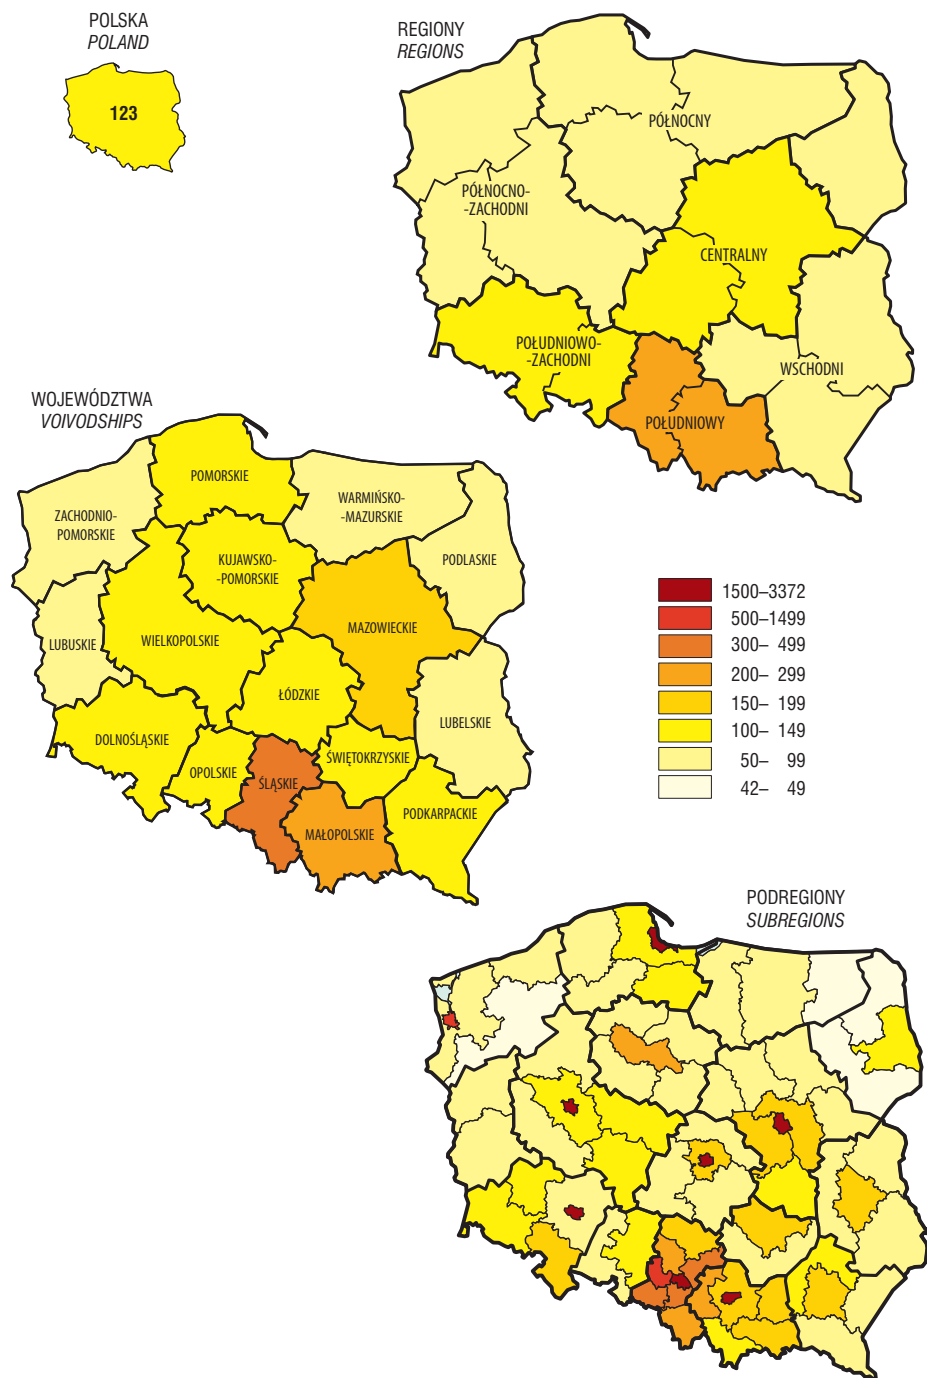 POLSKA
POLAND
123
REGIONY
REGIONS
PÓŁNOCNY
PÓŁNOCNO-
-ZACHODNI
CENTRALNY
POŁUDNIOWO-
-ZACHODNI
WSCHODNI
POŁUDNIOWY
WOJEWÓDZTWA
VOIVODSHIPS
POMORSKIE
WARMIŃSKO-
-MAZURSKIE
ZACHODNIO-
-POMORSKIE
KUJAWSKO-
-POMORSKIE
PODLASKIE
MAZOWIECKIE
LUBUSKIE
WIELKOPOLSKIE
ŁÓDZKIE
LUBELSKIE
DOLNOŚLĄSKIE
OPOLSKIE
ŚLĄSKIE
ŚWIĘTOKRZYSKIE
MAŁOPOLSKIE
PODKARPACKIE
1500–3372
500–1499
300– 499
200– 299
150– 199
100– 149
50– 99
42– 49
PODREGIONY
SUBREGIONS